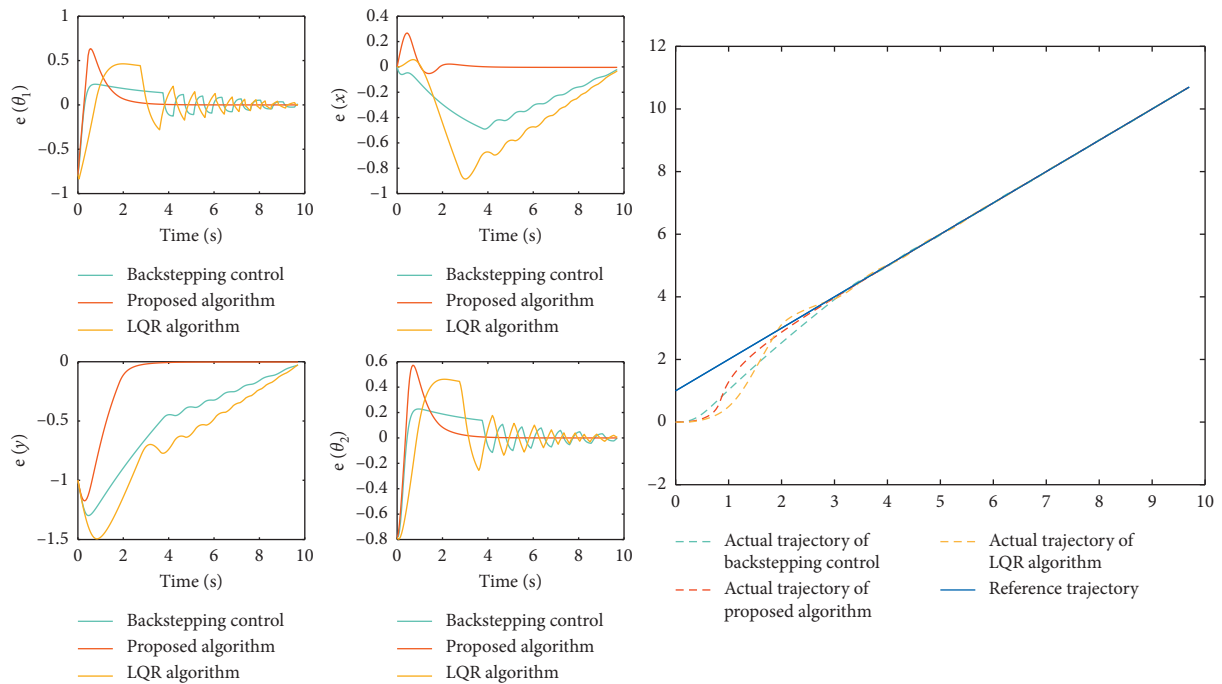 1
0.5
0
–0.5
–1
e (θ1)
0 2 4 6 8 10
Time (s)
Backstepping control
Proposed algorithm
LQR algorithm
0.4
0.2
0
–0.2
–0.4
–0.6
–0.8
–1
e (x)
0 2 4 6 8 10
Time (s)
Backstepping control
Proposed algorithm
LQR algorithm
0
–0.5
–1
–1.5
e (y)
0 2 4 6 8 10
Time (s)
Backstepping control
Proposed algorithm
LQR algorithm
0.6
0.4
0.2
0
–0.2
–0.4
–0.6
–0.8
e (θ2)
0 2 4 6 8 10
Time (s)
Backstepping control
Proposed algorithm
LQR algorithm
12
10
8
6
4
2
0
–2
0 1 2 3 4 5 6 7 8 9 10
Actual trajectory of
backstepping control
Actual trajectory of
proposed algorithm
Actual trajectory of
LQR algorithm
Reference trajectory